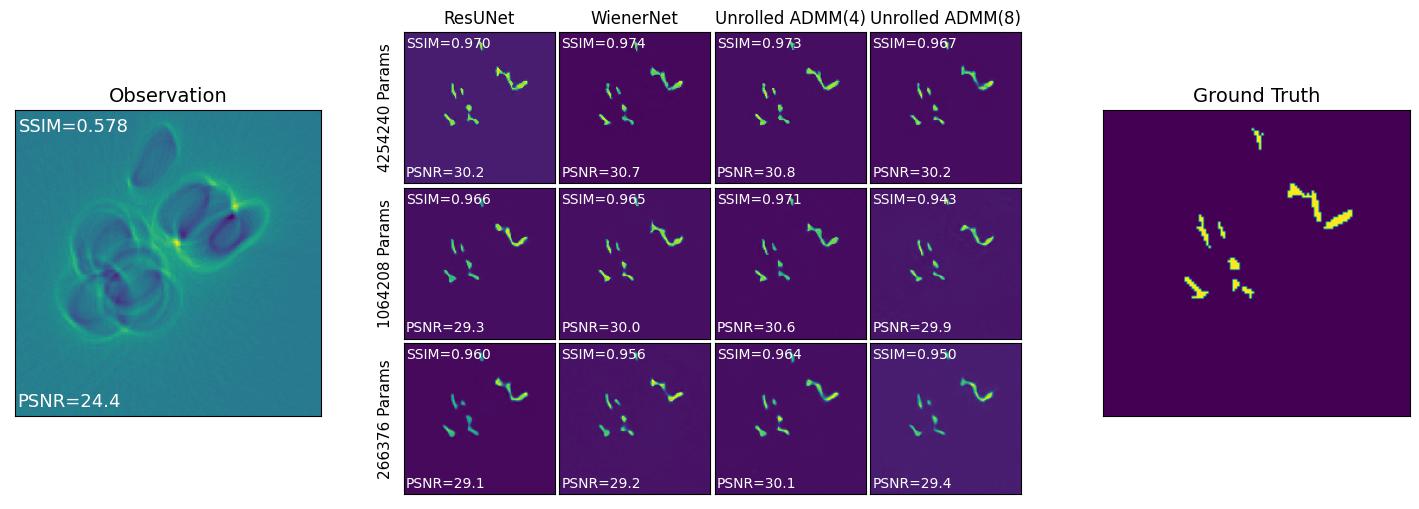 ResUNet WienerNet Unrolled ADMM(4) Unrolled ADMM(8)
Observation
SSIM=0.578
PSNR=24.4
4254240 Params
SSIM=0.970 SSIM=0.974 SSIM=0.973 SSIM=0.967
PSNR=30.2 PSNR=30.7 PSNR=30.8 PSNR=30.2
1064208 Params
SSIM=0.966 SSIM=0.965 SSIM=0.971 SSIM=0.943
PSNR=29.3 PSNR=30.0 PSNR=30.6 PSNR=29.9
266376 Params
SSIM=0.960 SSIM=0.956 SSIM=0.964 SSIM=0.950
PSNR=29.1 PSNR=29.2 PSNR=30.1 PSNR=29.4
Ground Truth